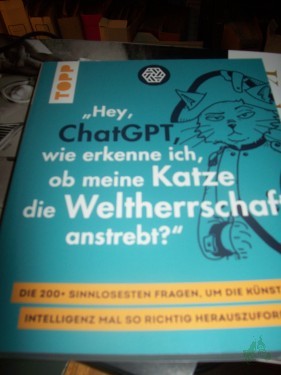 TOPP
„Hey,
ChatGPT,
wie erkenne ich,
ob meine Katze
die Weltherrschaf
anstrebt?“
DIE 200+ SINNLOSESTEN FRAGEN, UM DIE KÜNST
INTELLIGENZ MAL SO RICHTIG HERAUSZUFOR